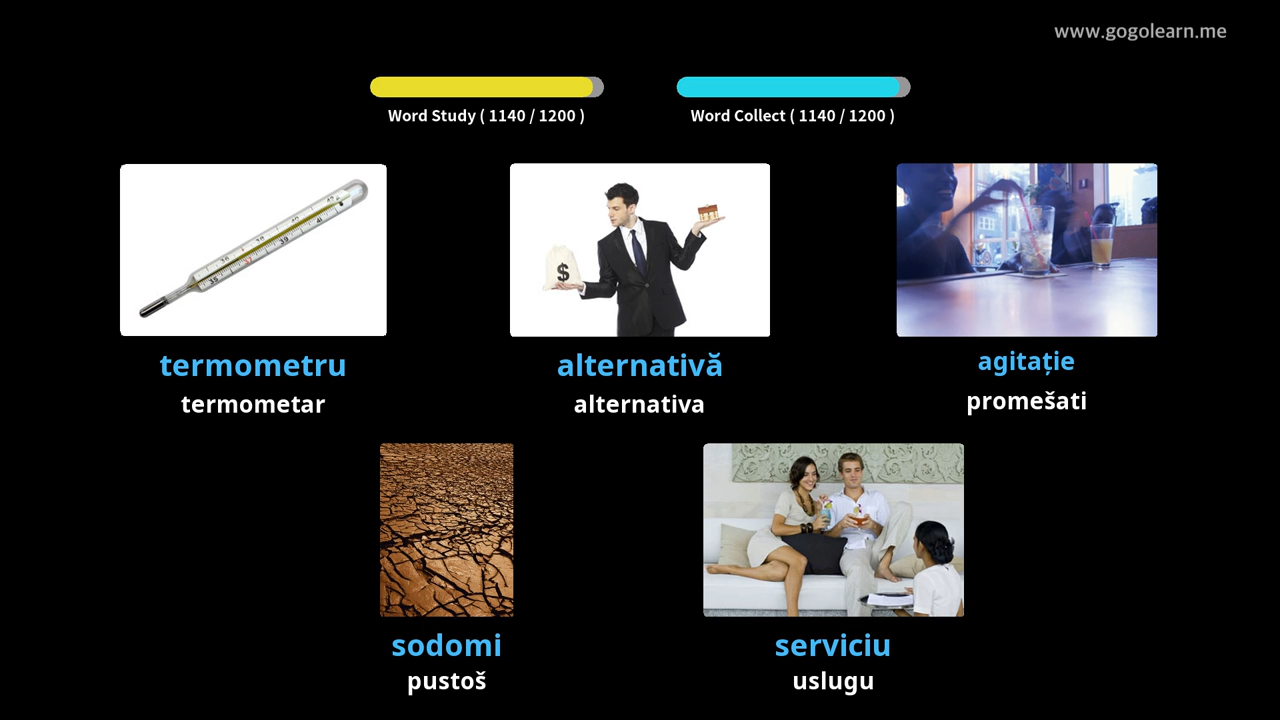 www.gogolearn.me
Word Study ( 1140 / 1200 )
Word Collect ( 1140 / 1200 )
$
termometru
termometar
alternativă
alternativa
agitație
promešati
sodomi
pustoš
serviciu
uslugu